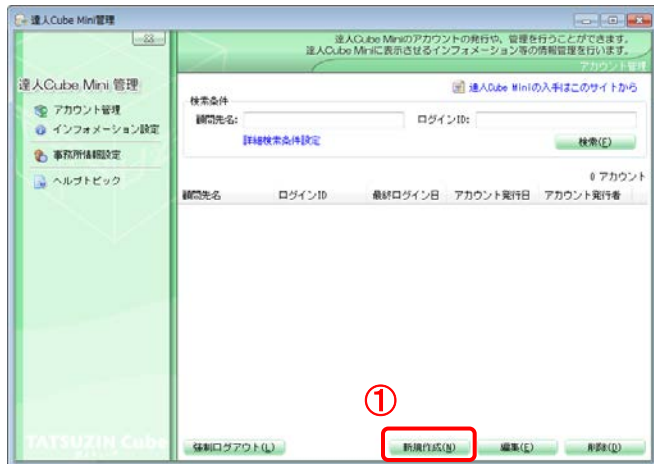 達人Cube Mini管理
達人Cube Miniのアカウントの発行や、管理を行うことができます。
達人Cube Miniに表示させるインフォメーション等の情報管理を行います。
アカウント管理
達人Cube Mini 管理
アカウント管理
インフォメーション設定
事務所情報設定
ヘルプトピック
達人Cube Miniの入手はこのサイトから
検索条件
顧問先名:
ログインID:
詳細検索条件設定
検索(F)
0 アカウント
顧問先名 ログインID 最終ログイン日 アカウント発行日 アカウント発行者
①
TATSUZIN Cube
強制ログアウト(L) 新規作成(N) 編集(E) 削除(D)